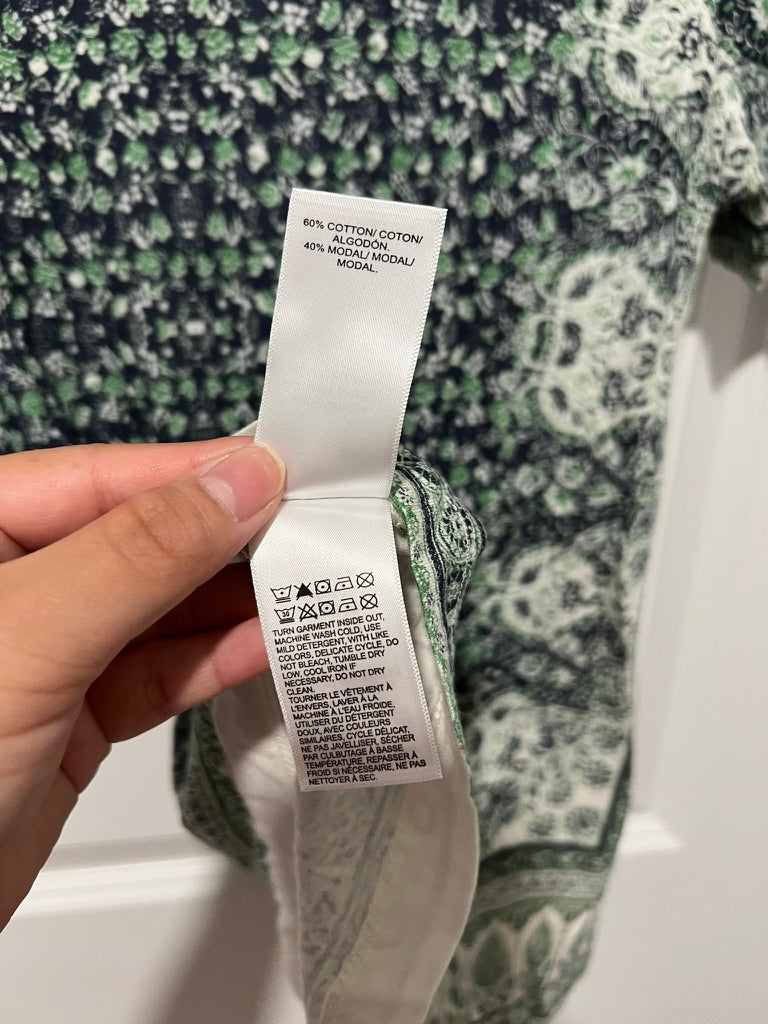 60% COTTON/ COTON/
ALGODÓN.
40% MODAL/ MODAL/
MODAL.
30
TURN GARMENT INSIDE OUT,
MACHINE WASH COLD, USE
MILD DETERGENT, WITH LIKE
COLORS, DELICATE CYCLE, DO
NOT BLEACH, TUMBLE DRY
LOW, COOL IRON IF
NECESSARY, DO NOT DRY
CLEAN.
TOURNER LE VÊTEMENT À
L'ENVERS, LAVER À LA
MACHINE À L'EAU FROIDE,
UTILISER DU DÉTERGENT
DOUX, AVEC COULEURS
SIMILAIRES, CYCLE DÉLICAT,
NE PAS JAVELLISER, SÉCHER
PAR CULBUTAGE À BASSE
TEMPÉRATURE, REPASSER À
FROID SI NÉCESSAIRE, NE PAS
NETTOYER À SEC.